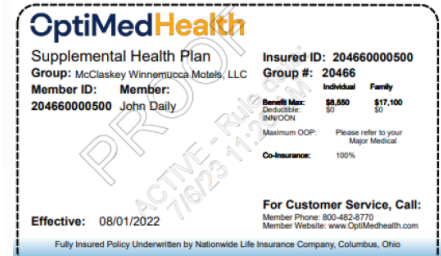 OptiMedHealth
Supplemental Health Plan
Group: McClaskey Winnemucca Motels, LLC
Member ID: Member:
204660000500 John Daily
Effective: 08/01/2022
Insured ID: 204660000500
Group #: 20466
Individual Family
Benefit Max: $8,550 $17,100
Deductible: $0 $0
INN/OON
Maximum OOP: Please refer to your
Major Medical
Co-Insurance: 100%
For Customer Service, Call:
Member Phone: 800-482-8770
Member Website: www.OptiMedhealth.com
Fully Insured Policy Underwritten by Nationwide Life Insurance Company, Columbus, Ohio
PROOF
ACTIVE - Rule
7/6/23 11:2